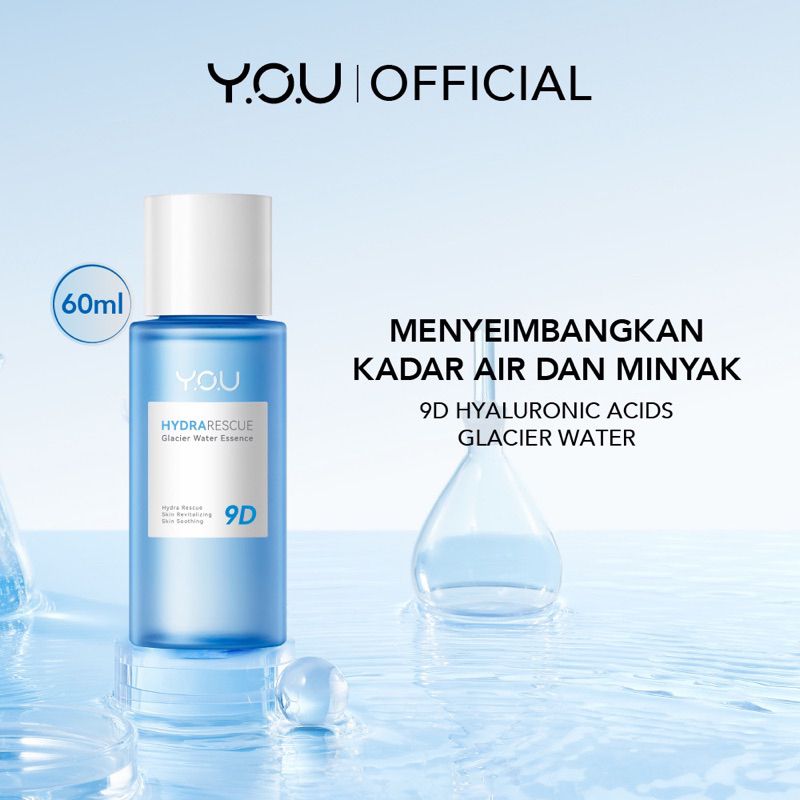 Y.O.U | OFFICIAL
60ml
MENYEIMBANGKAN
KADAR AIR DAN MINYAK
9D HYALURONIC ACIDS
GLACIER WATER
Y.O.U
HYDRARESCUE
Glacier Water Essence
Hydra Rescue
Skin Revitalizing
Skin Soothing
9D